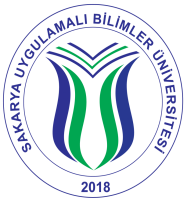 SAKARYA UYGULAMALI BİLİMLER ÜNİVERSİTESİ
2018